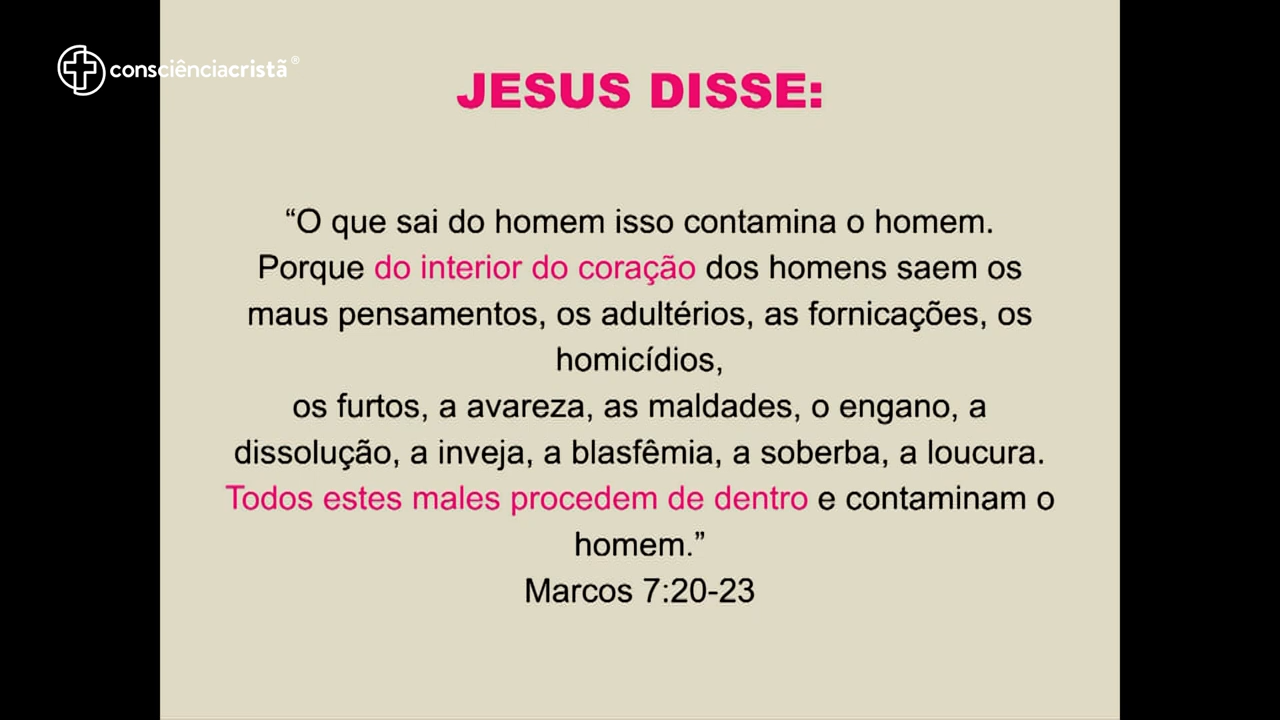 consciênciacristã®
JESUS DISSE:
“O que sai do homem isso contamina o homem.
Porque do interior do coração dos homens saem os
maus pensamentos, os adultérios, as fornicações, os
homicídios,
os furtos, a avareza, as maldades, o engano, a
dissolução, a inveja, a blasfêmia, a soberba, a loucura.
Todos estes males procedem de dentro e contaminam o
homem.”
Marcos 7:20-23